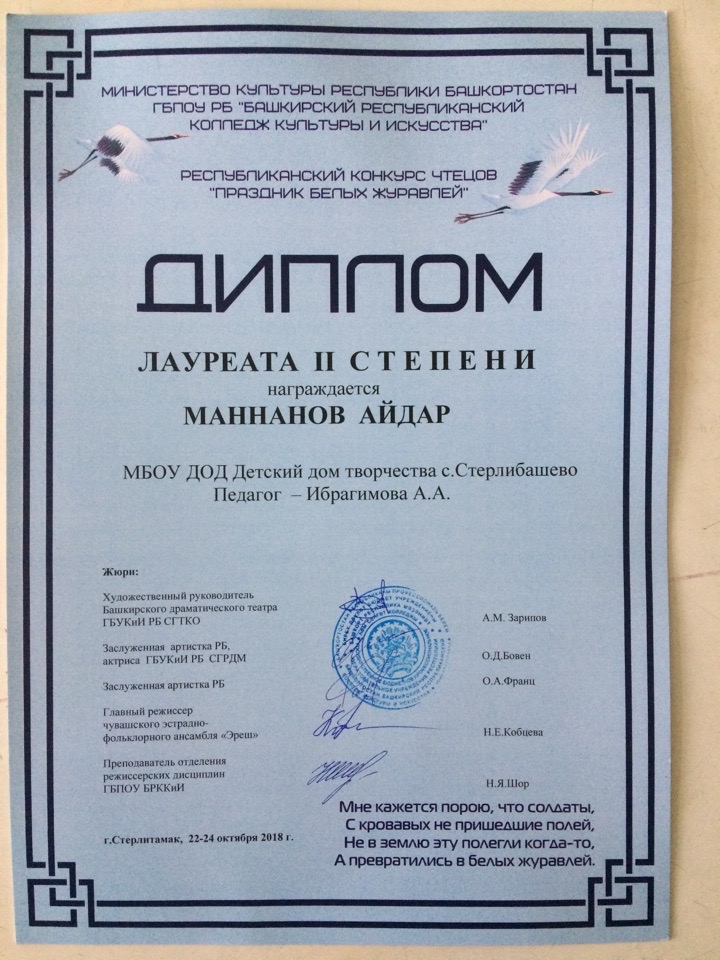 МИНИСТЕРСТВО КУЛЬТУРЫ РЕСПУБЛИКИ БАШКОРТОСТАН
ГБПОУ РБ "БАШКИРСКИЙ РЕСПУБЛИКАНСКИЙ
КОЛЛЕДЖ КУЛЬТУРЫ И ИСКУССТВА"
РЕСПУБЛИКАНСКИЙ КОНКУРС ЧТЕЦОВ
"ПРАЗДНИК БЕЛЫХ ЖУРАВЛЕЙ"
ДИПЛОМ
ЛАУРЕАТА II СТЕПЕНИ
награждается
МАННАНОВ АЙДАР
МБОУ ДОД Детский дом творчества с.Стерлибашево
Педагог – Ибрагимова А.А.
Жюри:
Художественный руководитель
Башкирского драматического театра
ГБУКиИ РБ СГТКО
А.М. Зарипов
Заслуженная артистка РБ,
актриса ГБУКиИ РБ СГРДМ
О.Д.Бовен
Заслуженная артистка РБ
О.А.Франц
Главный режиссер
чувашского эстрадно-
фольклорного ансамбля «Эреш»
Н.Е.Кобцева
Преподаватель отделения
режиссерских дисциплин
ГБПОУ БРККиИ
Н.Я.Шор
г.Стерлитамак, 22-24 октября 2018 г.
Мне кажется порою, что солдаты,
С кровавых не пришедшие полей,
Не в землю эту полегли когда-то,
А превратились в белых журавлей.